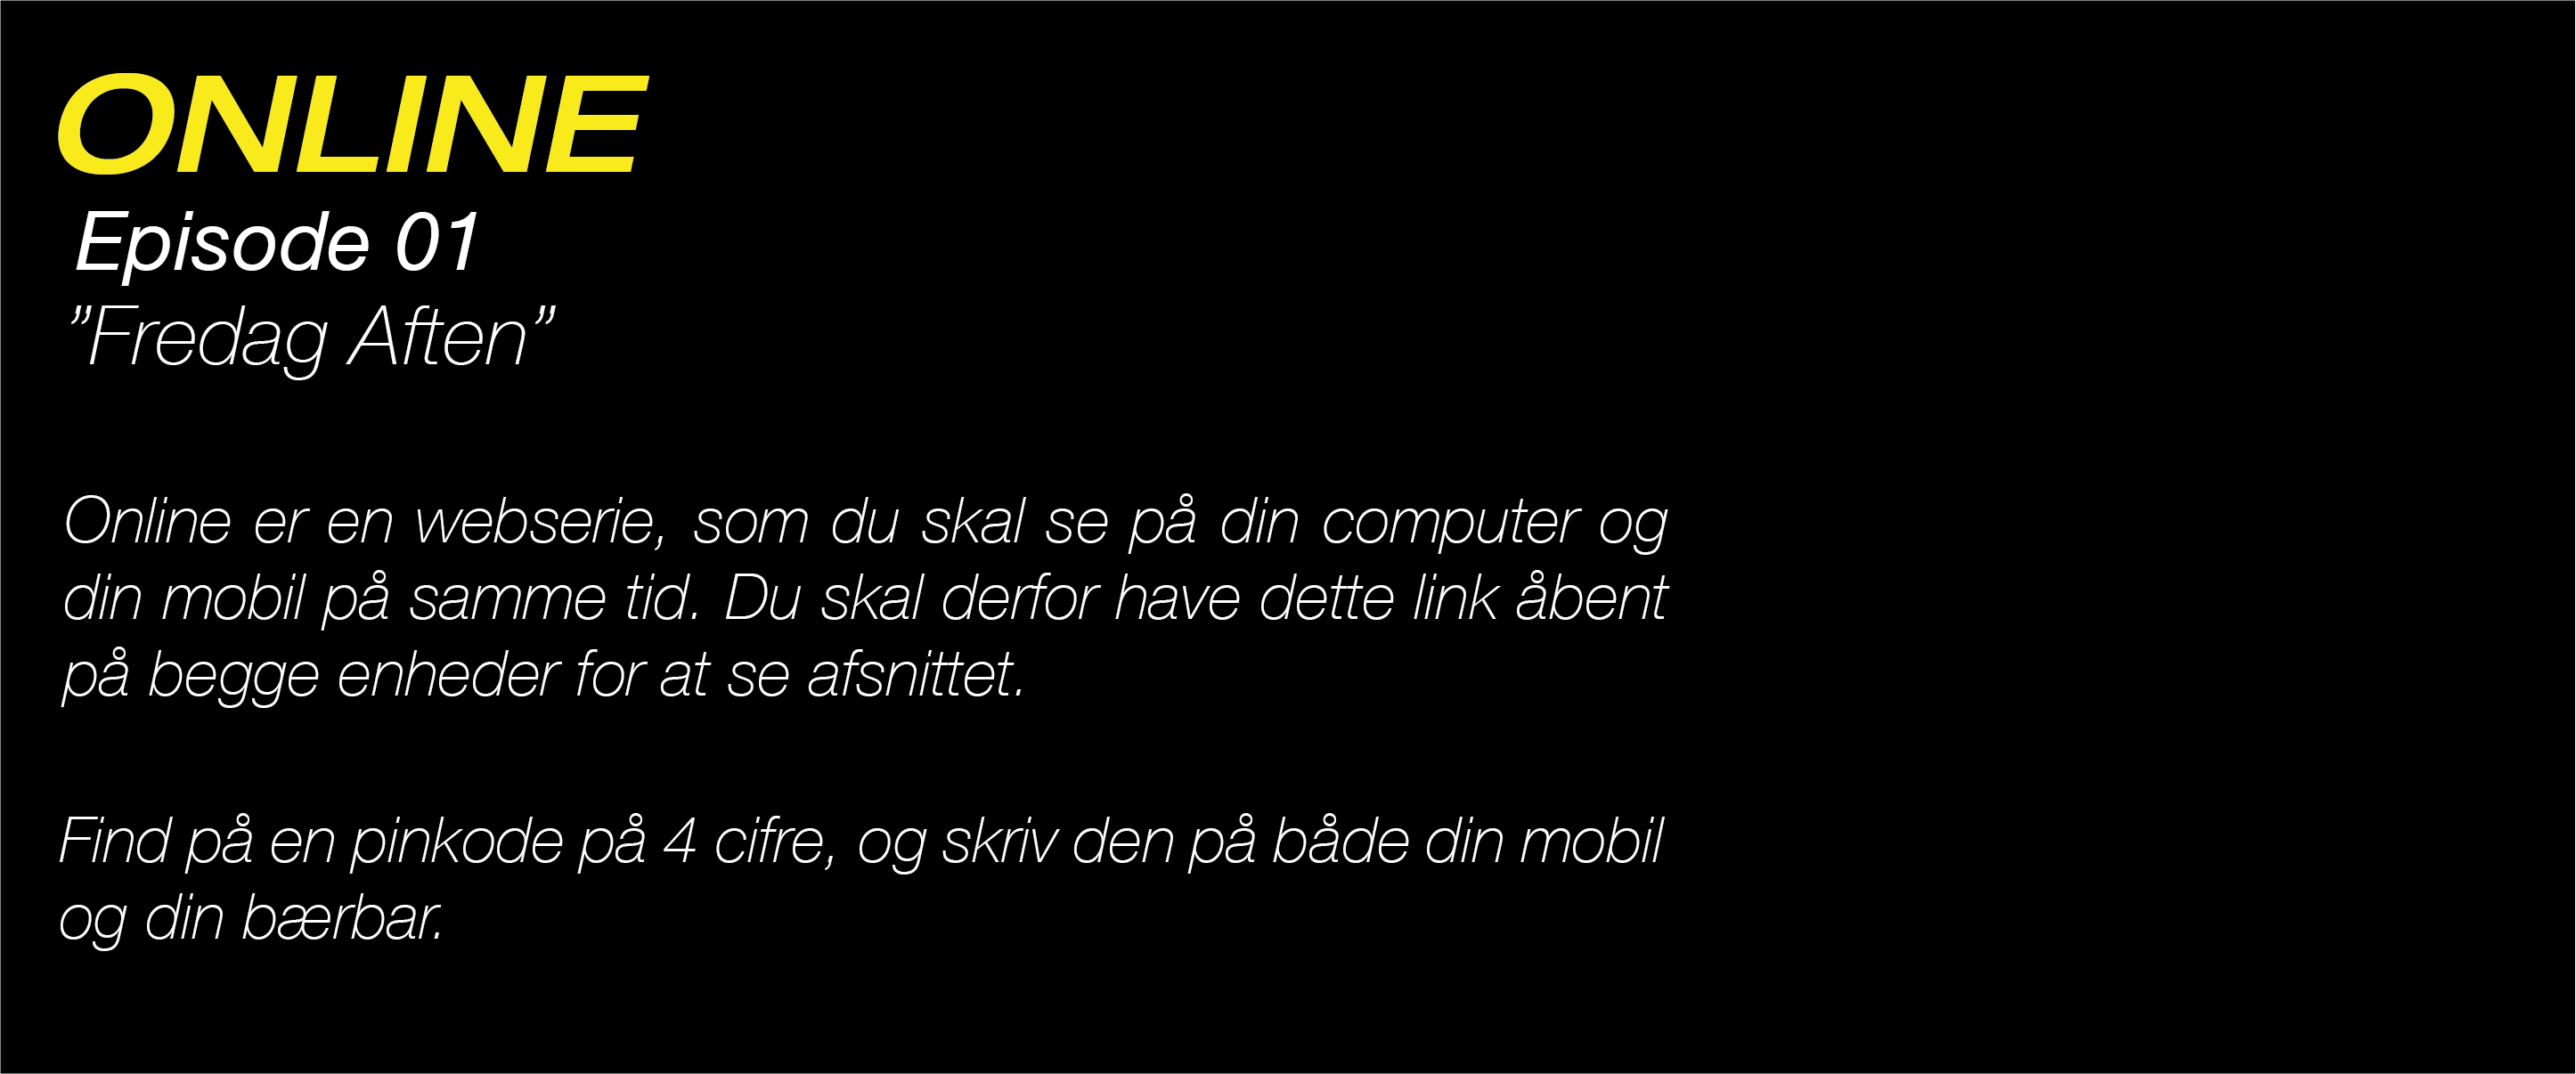 ONLINE
Episode 01
”Fredag Aften”
Online er en webserie, som du skal se på din computer og
din mobil på samme tid. Du skal derfor have dette link åbent
på begge enheder for at se afsnittet.
Find på en pinkode på 4 cifre, og skriv den på både din mobil
og din bærbar.